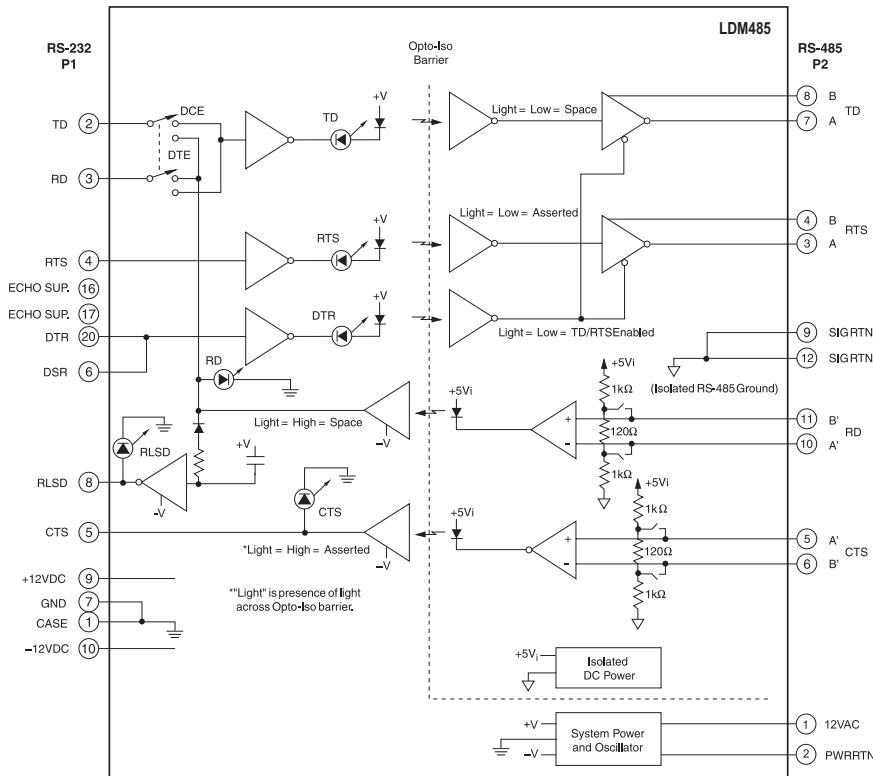 LDM485
RS-232
P1
Opto-Iso
Barrier
RS-485
P2
TD 2
DCE
DTE
RD 3
TD
+V
Light = Low = Space
8 B
7 A
TD
RTS 4
RTS
+V
Light = Low = Asserted
4 B
3 A
RTS
ECHO SUP. 16
ECHO SUP. 17
DTR 20
DSR 6
DTR
+V
Light = Low = TD/RTSEnabled
9 SIGRTN
12 SIGRTN
(Isolated RS-485 Ground)
RD
Light = High = Space
-V
+5Vi
+
-
+5Vi
1kΩ
120Ω
1kΩ
11 B'
10 A'
RD
RLSD
+V
RLSD 8
-V
CTS
CTS 5
*Light = High = Asserted
-V
+5Vi
+
-
+5Vi
1kΩ
120Ω
1kΩ
5 A'
6 B'
CTS
+12VDC 9
GND 7
CASE 1
–12VDC 10
*"Light" is presence of light
across Opto-Iso barrier.
+5Vi
Isolated
DC Power
+V
–V
System Power
and Oscillator
1 12VAC
2 PWRRTN